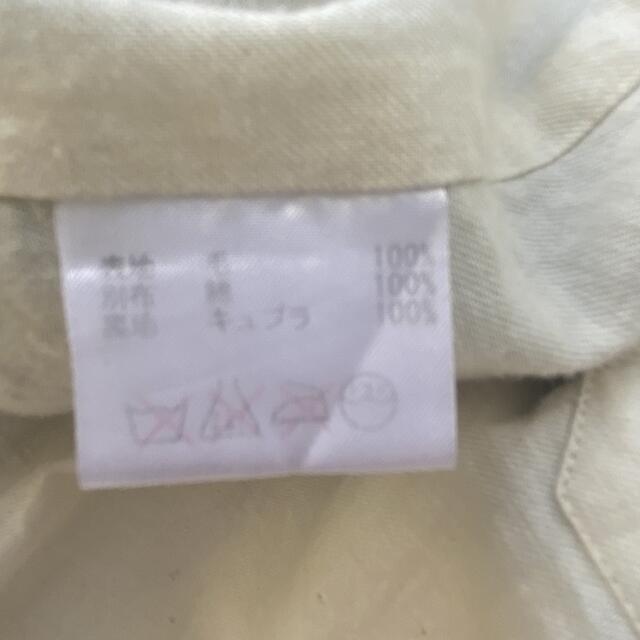 表地 毛 100%
別布 綿 100%
裏地 キュプラ 100%